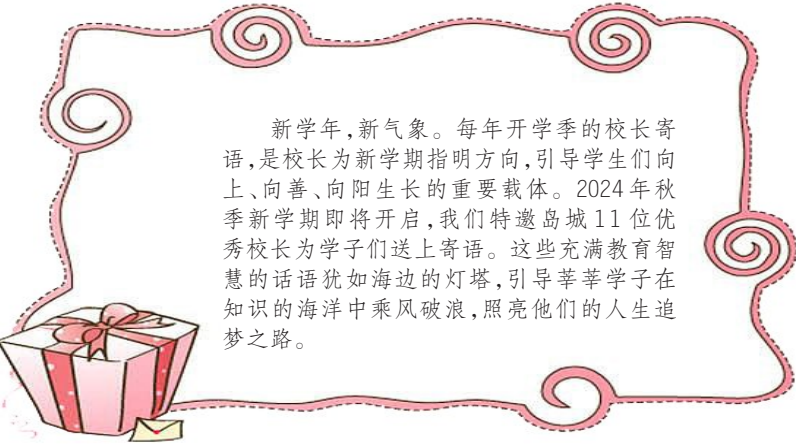 新学年,新气象。每年开学季的校长寄
语,是校长为新学期指明方向,引导学生们向
上、向善、向阳生长的重要载体。2024年秋
季新学期即将开启,我们特邀岛城11位优
秀校长为学子们送上寄语。这些充满教育智
慧的话语犹如海边的灯塔,引导莘莘学子在
知识的海洋中乘风破浪,照亮他们的人生追
梦之路。